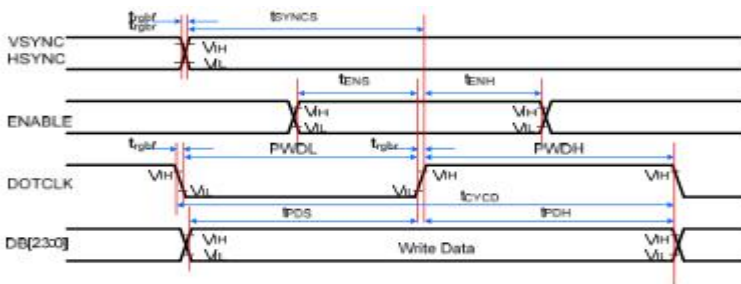 trgbf
trgbr
tSYNCS
VSYNC
HSYNC
VIH
VIL
tENS
tENH
ENABLE
VIH
VIL
VIH
VIL
trgbf
PWDL
trgbr
PWDH
DOTCLK
VIH
VIL
VIL
VIH
VIH
tCYCD
tPDS
tPDH
DB[23:0]
VIH
VIL
Write Data
VIH
VIL